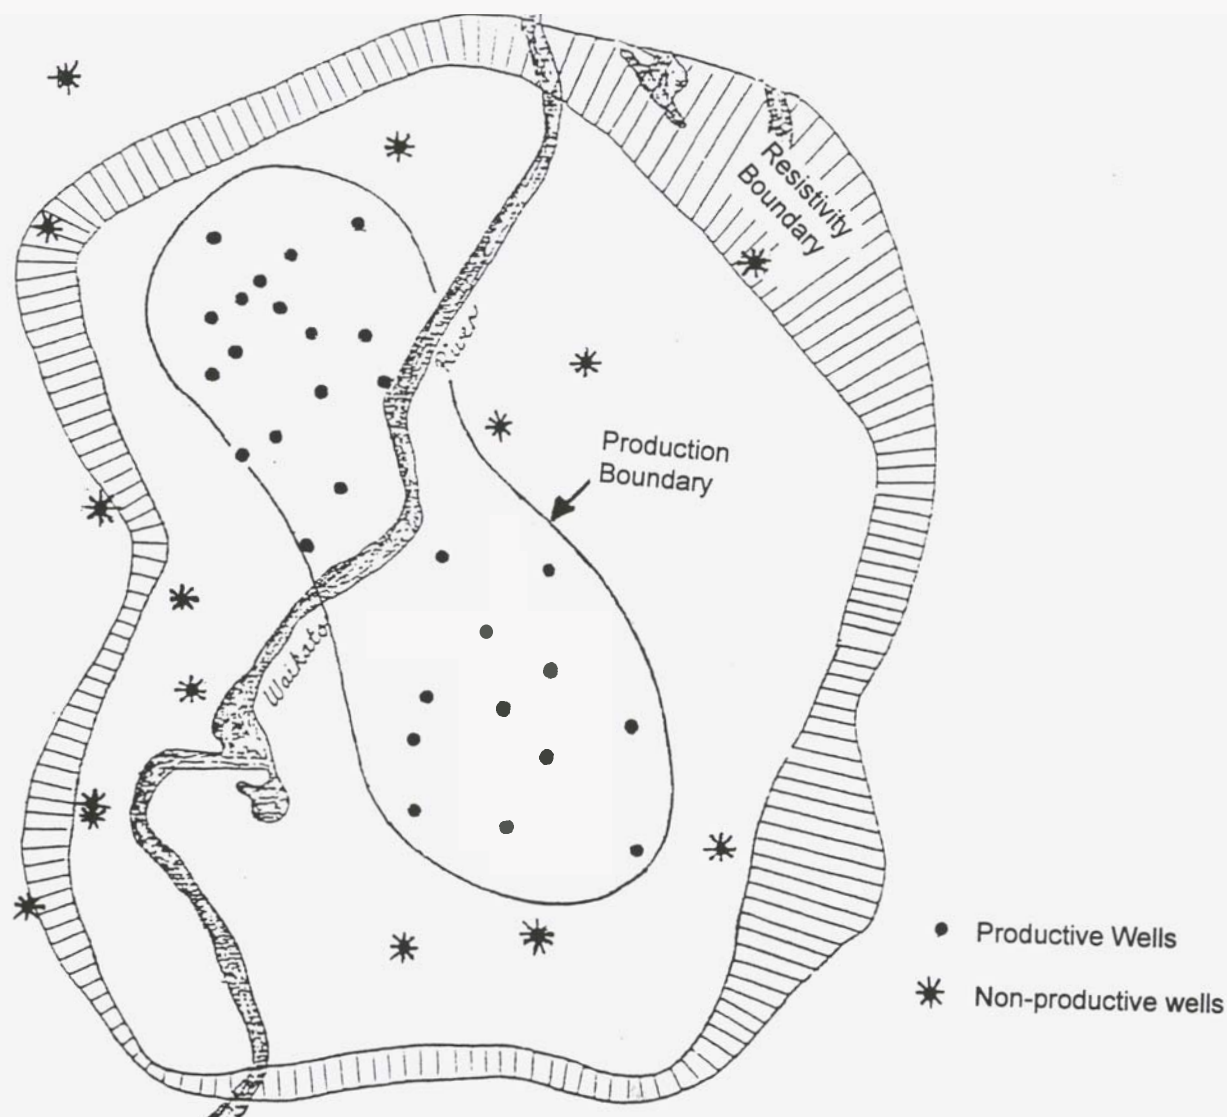 Resistivity
Boundary
River
Production
Boundary
Waikato
Productive Wells
Non-productive wells